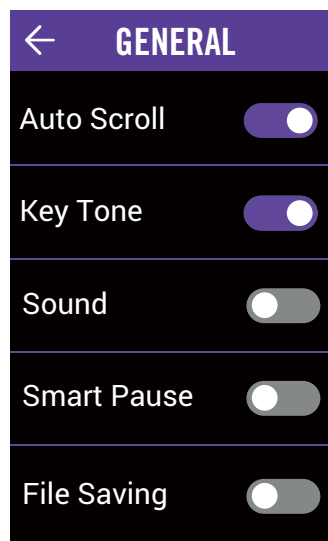 GENERAL
Auto Scroll
Key Tone
Sound
Smart Pause
File Saving